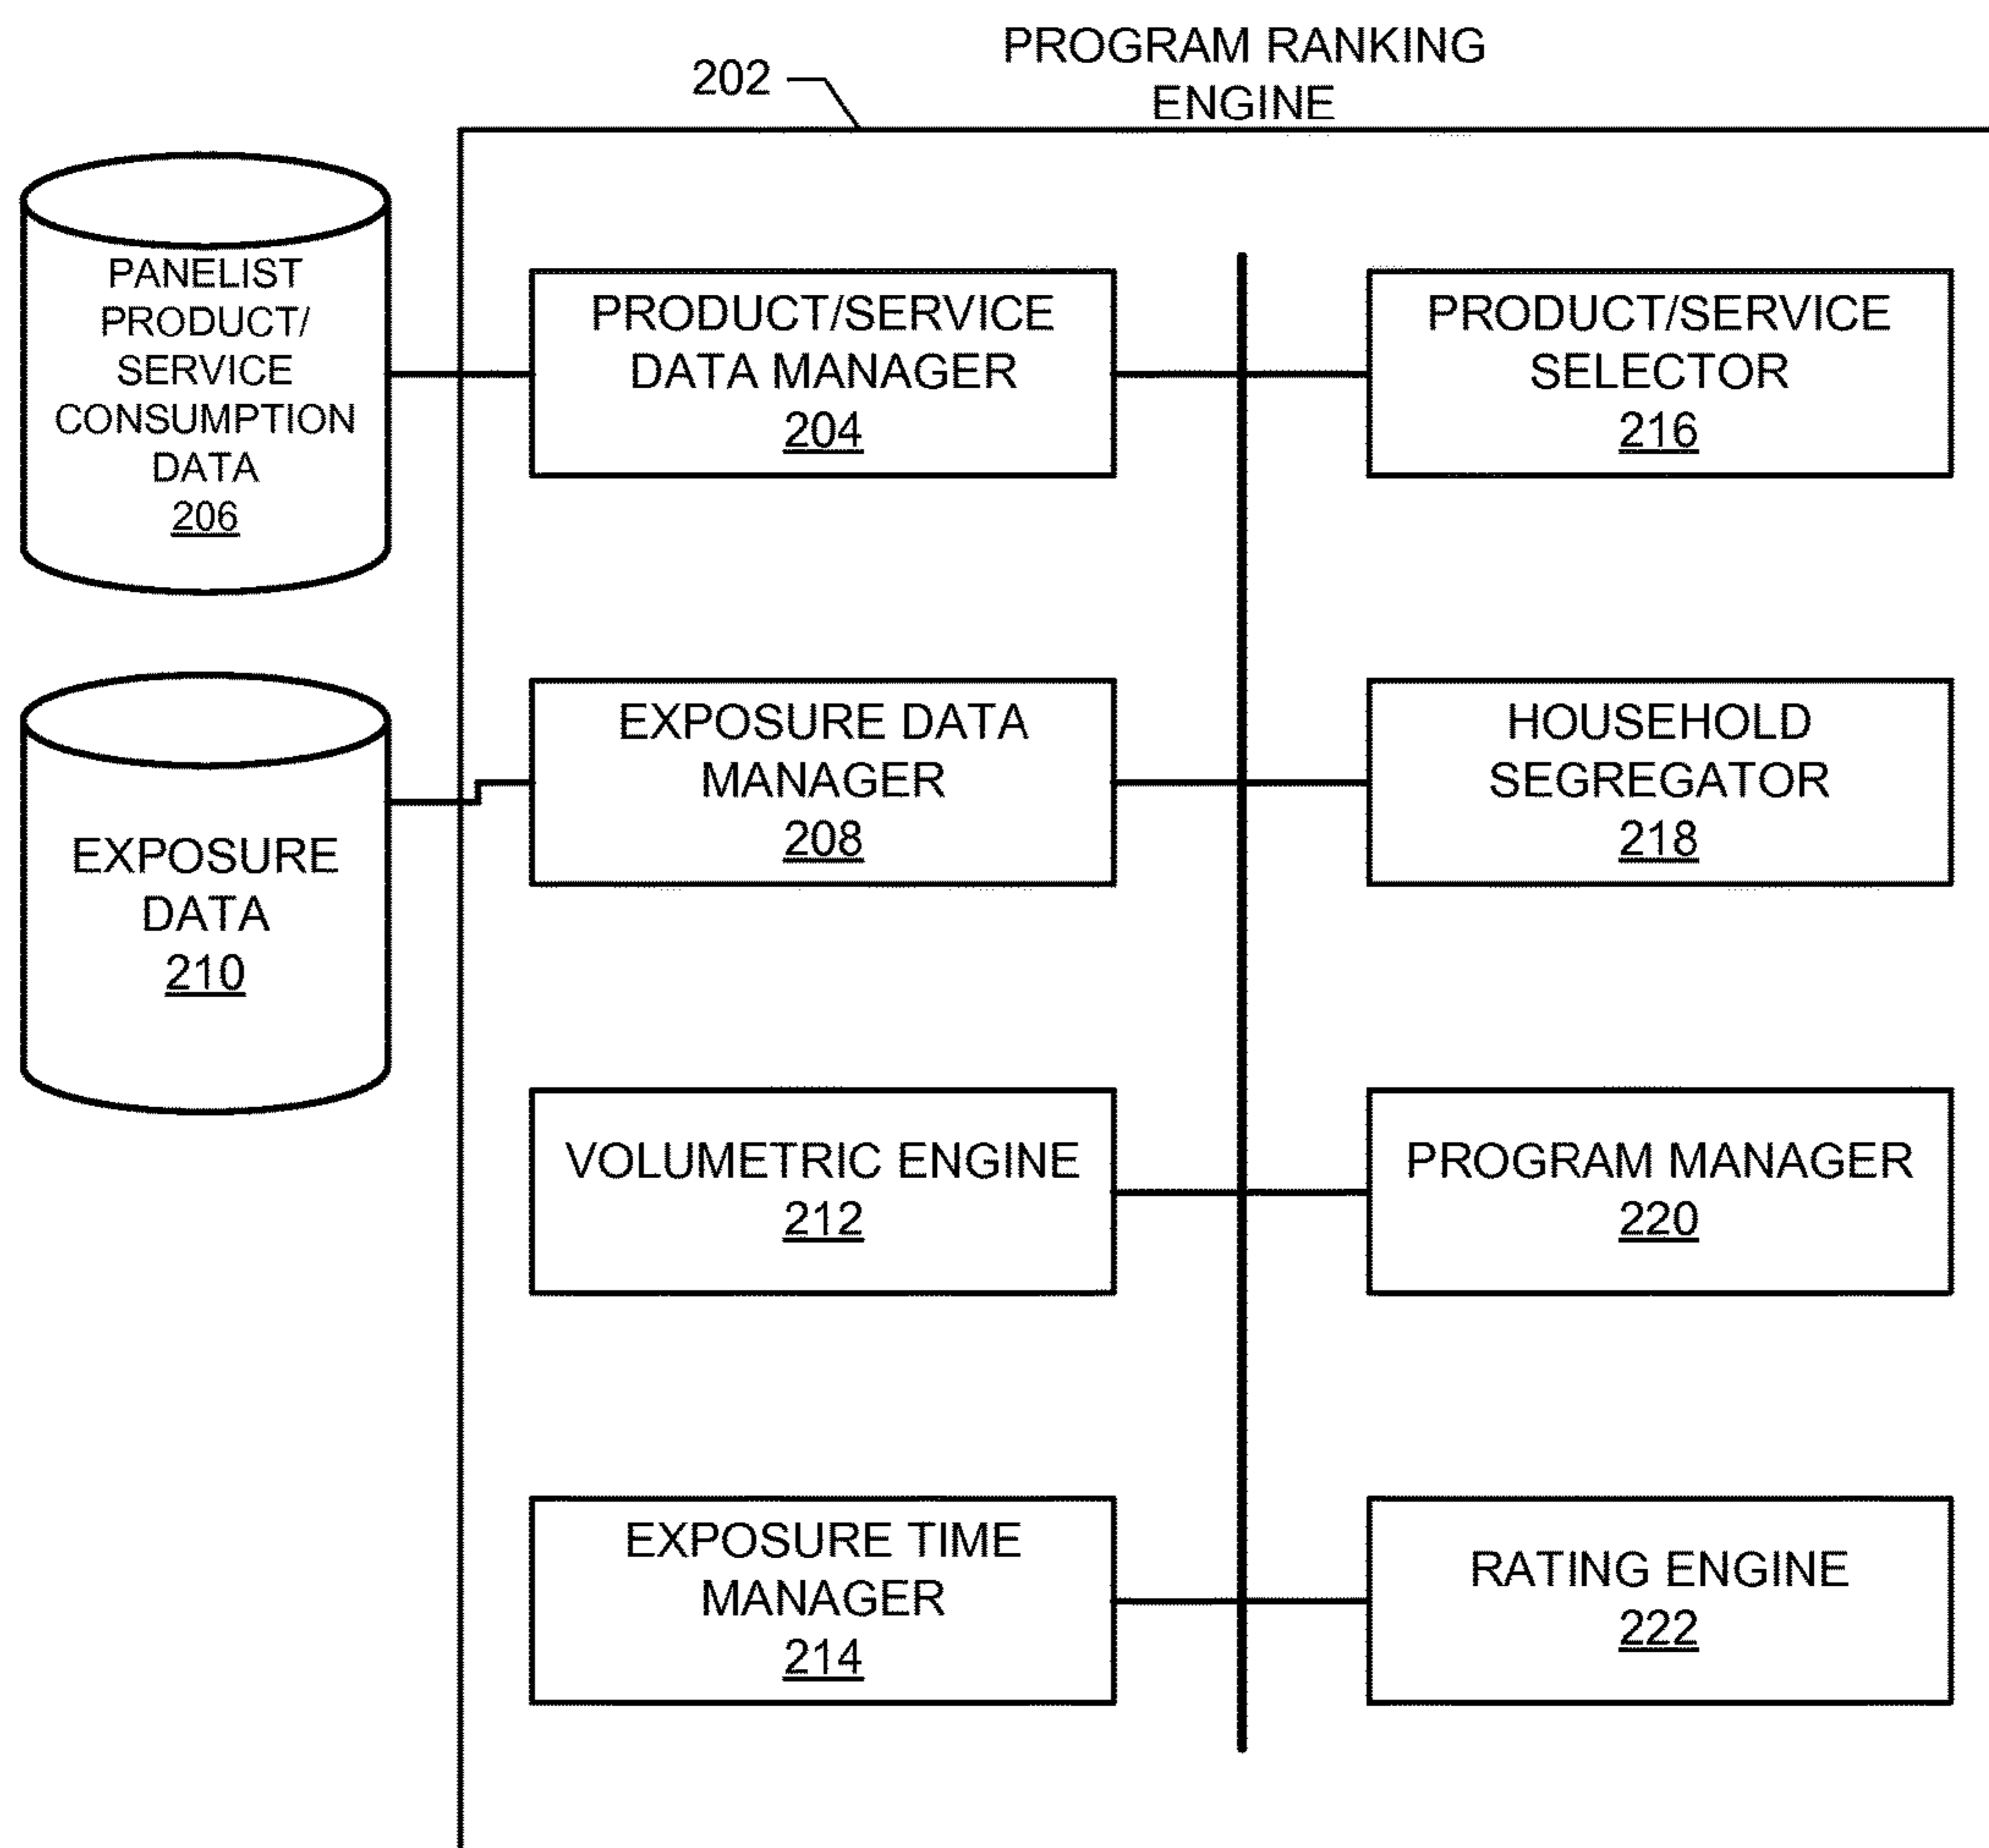 PROGRAM RANKING
ENGINE
202
PANELIST
PRODUCT/
SERVICE
CONSUMPTION
DATA
206
PRODUCT/SERVICE
DATA MANAGER
204
PRODUCT/SERVICE
SELECTOR
216
EXPOSURE
DATA
210
EXPOSURE DATA
MANAGER
208
HOUSEHOLD
SEGREGATOR
218
VOLUMETRIC ENGINE
212
PROGRAM MANAGER
220
EXPOSURE TIME
MANAGER
214
RATING ENGINE
222